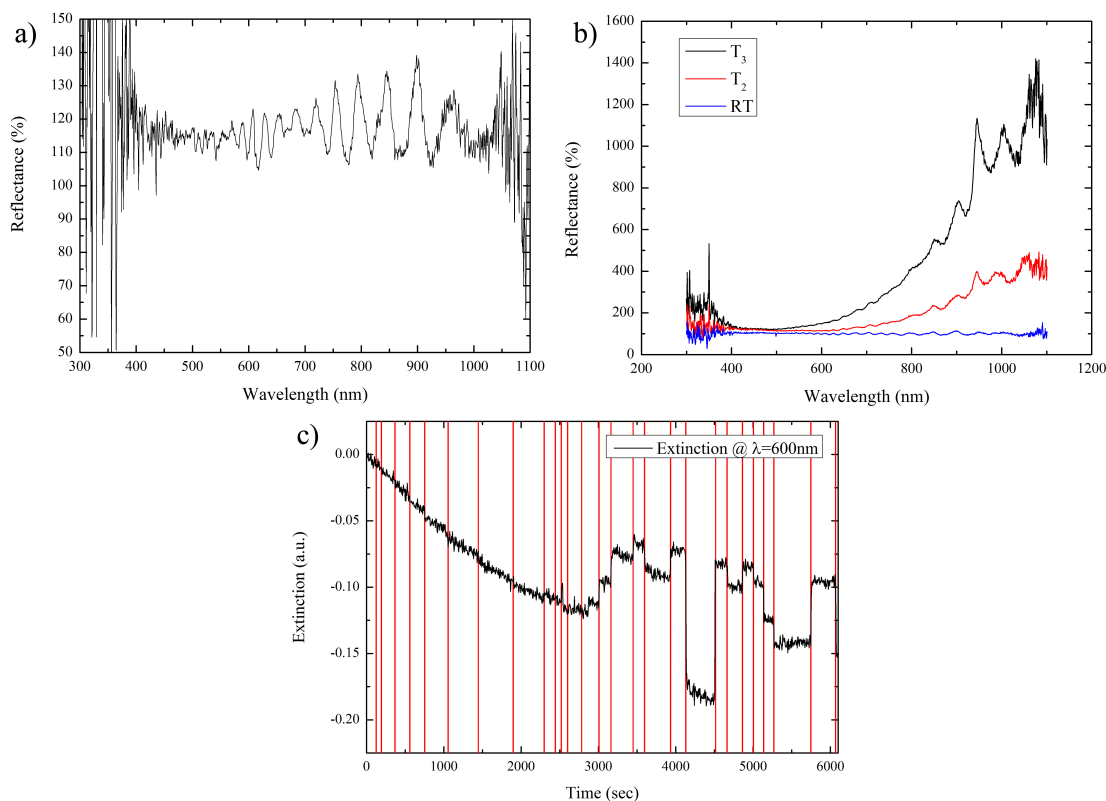 a)
150
140
130
120
110
100
90
80
70
60
50
Reflectance (%)
300 400 500 600 700 800 900 1000 1100
Wavelength (nm)
b)
1600
1400
1200
1000
800
600
400
200
0
Reflectance (%)
T₃
T₂
RT
200 400 600 800 1000 1200
Wavelength (nm)
c)
Extinction @ λ=600nm
0.00
-0.05
-0.10
-0.15
-0.20
Extinction (a.u.)
0 1000 2000 3000 4000 5000 6000
Time (sec)